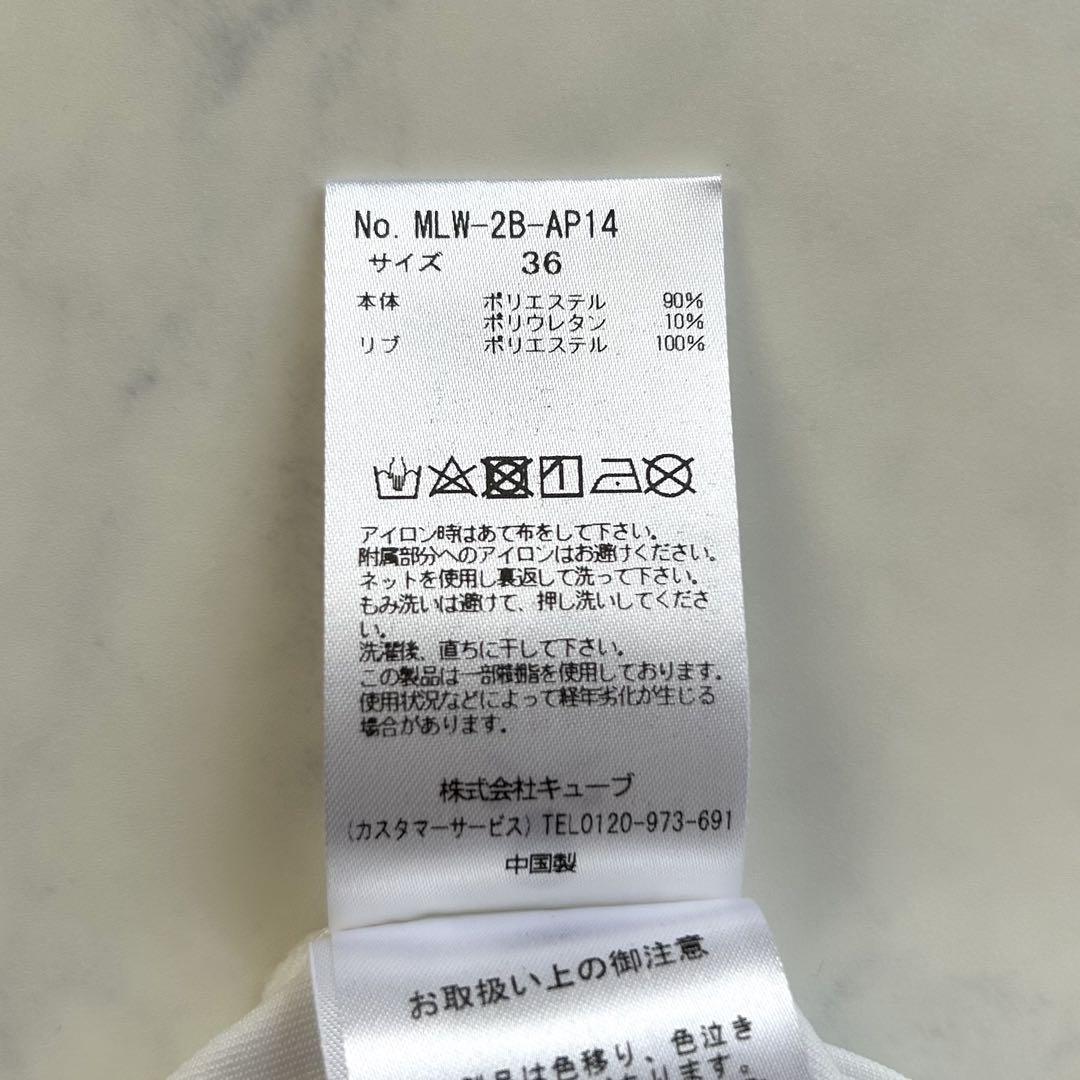 No. MLW-2B-AP14
サイズ 36
本体 ポリエステル 90%
ポリウレタン 10%
リブ ポリエステル 100%
アイロン時はあて布をして下さい。
附属部分へのアイロンはお避けください。
ネットを使用し裏返して洗って下さい。
もみ洗いは避けて、押し洗いしてくださ
い。
洗濯後、直ちに干して下さい。
この製品は一部樹脂を使用しております。
使用状況などによって経年劣化が生じる
場合があります。
株式会社キューブ
(カスタマーサービス) TEL0120-973-691
中国製
お取扱い上の御注意
品は色移り、色泣き
ります。